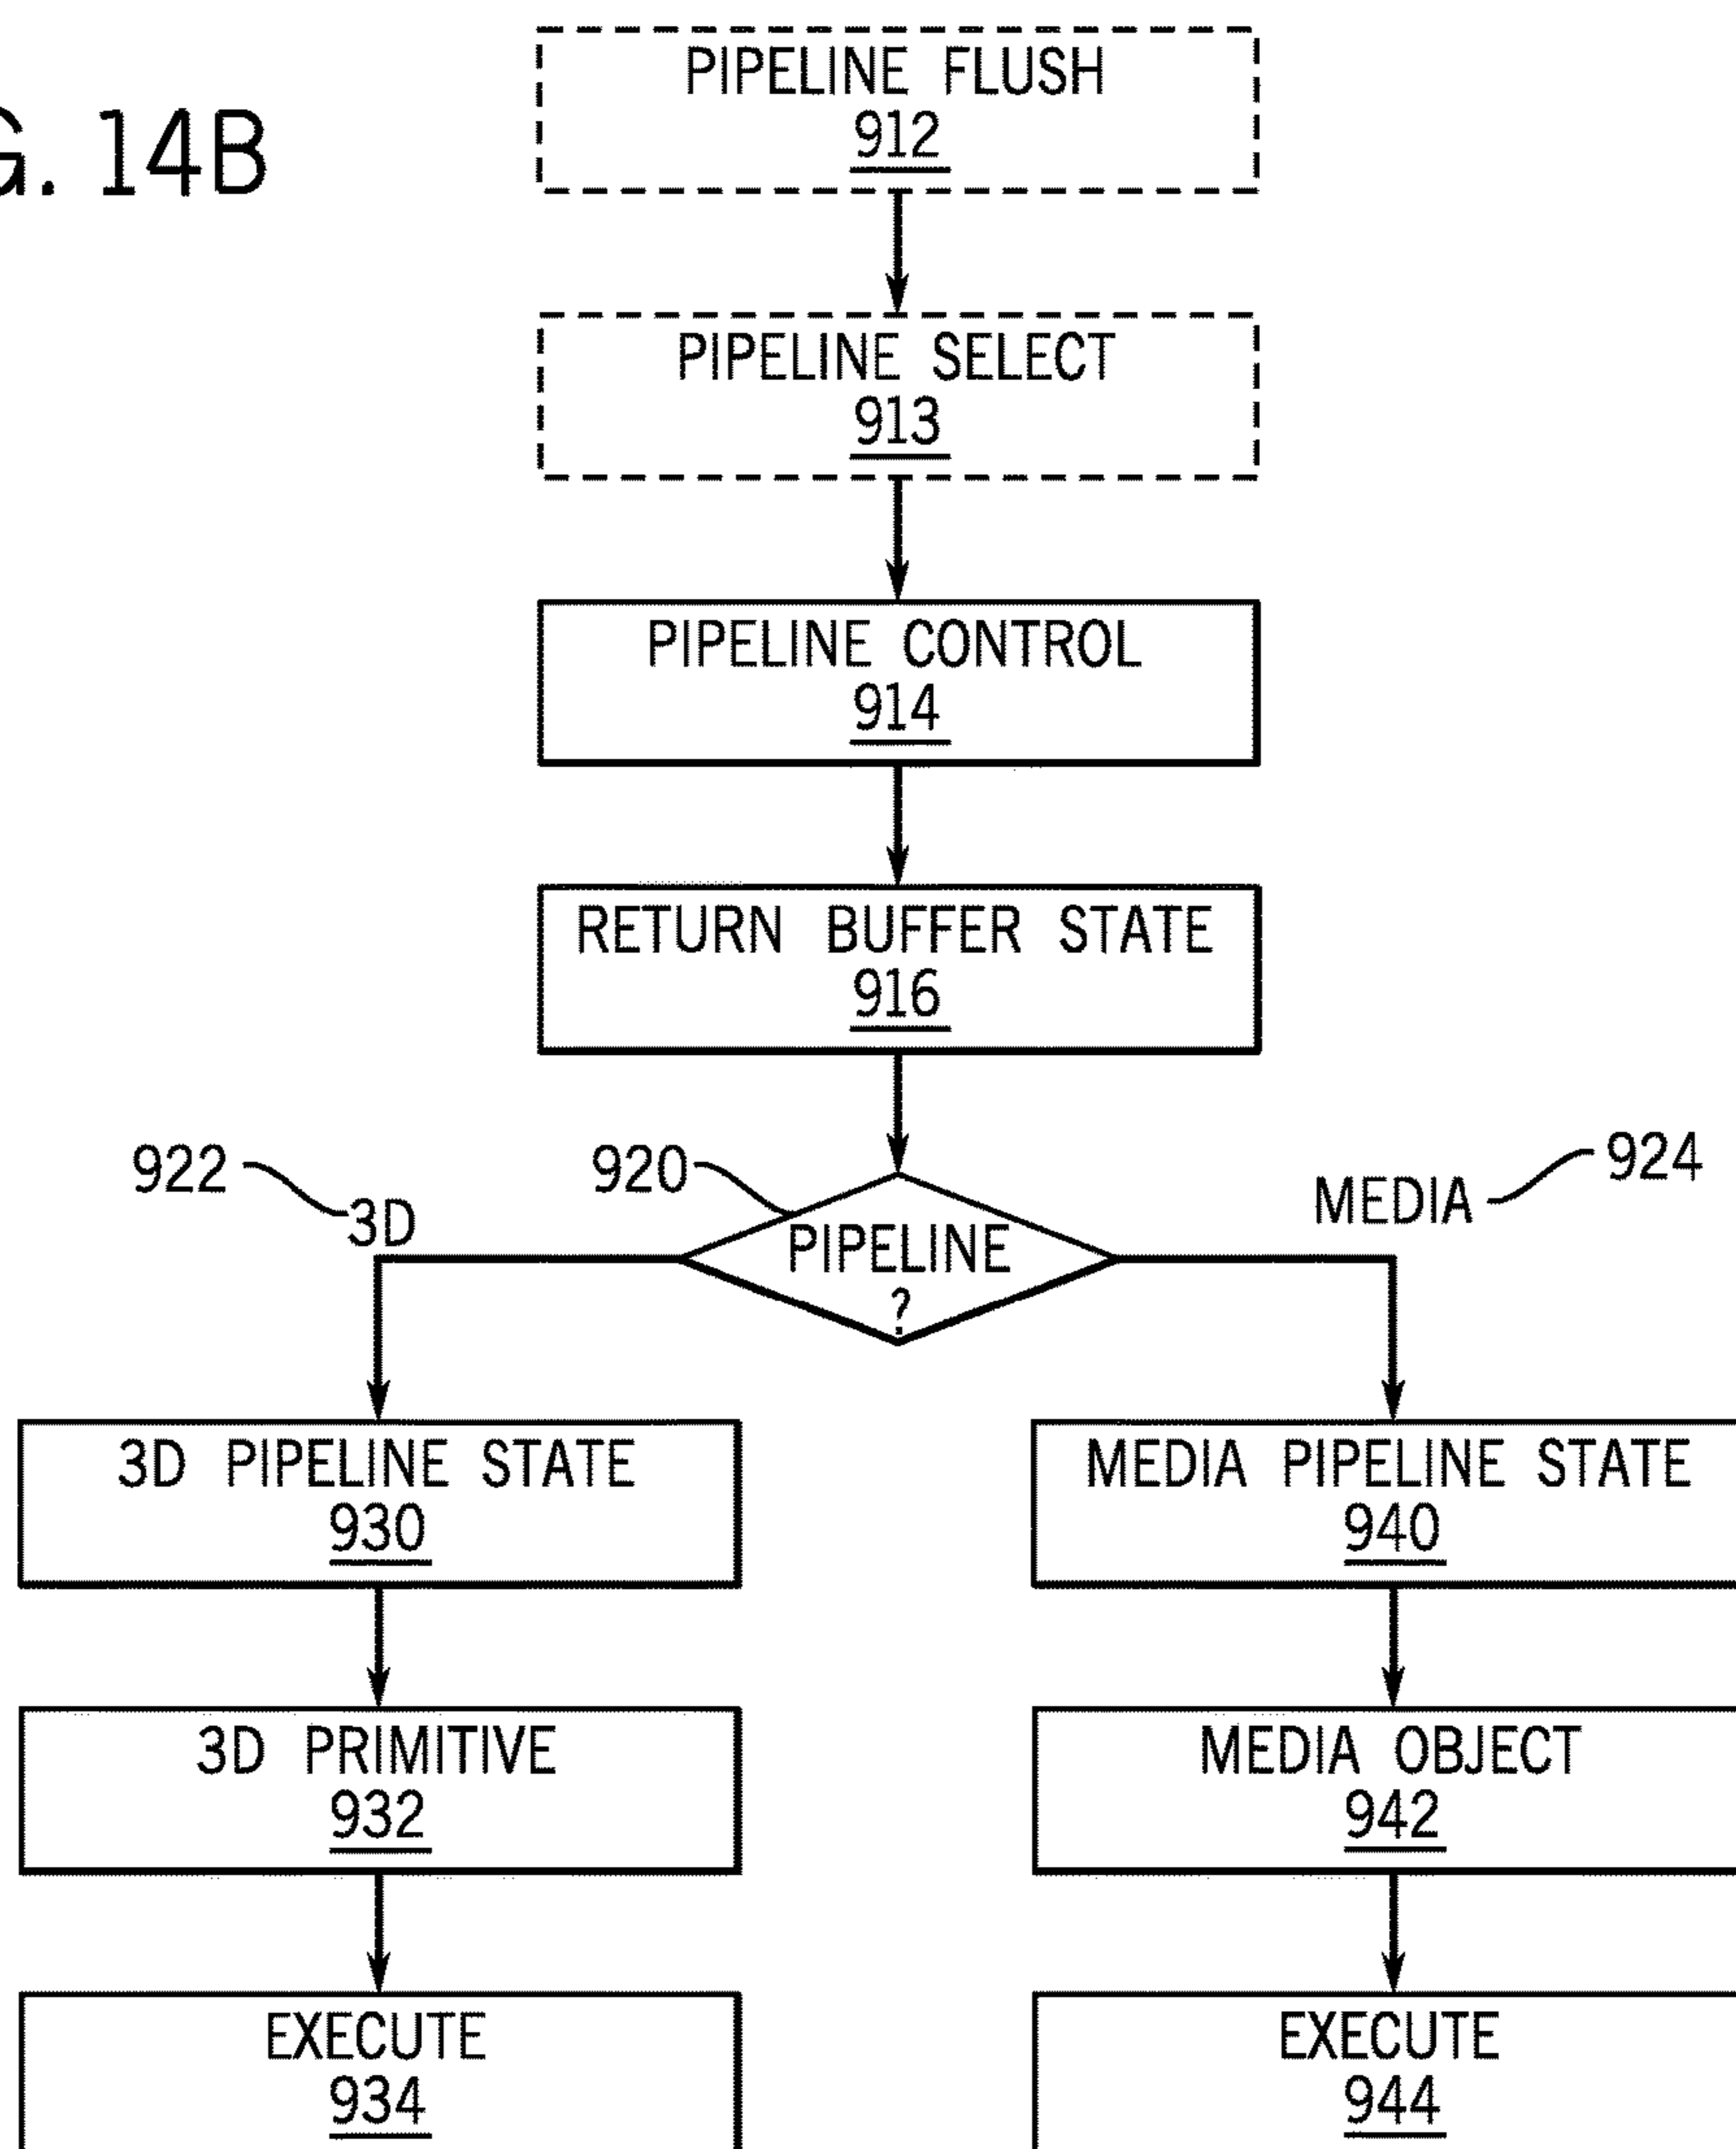 G. 14B
PIPELINE FLUSH
912
PIPELINE SELECT
913
PIPELINE CONTROL
914
RETURN BUFFER STATE
916
922
3D
920
PIPELINE
?
MEDIA
924
3D PIPELINE STATE
930
MEDIA PIPELINE STATE
940
3D PRIMITIVE
932
MEDIA OBJECT
942
EXECUTE
934
EXECUTE
944